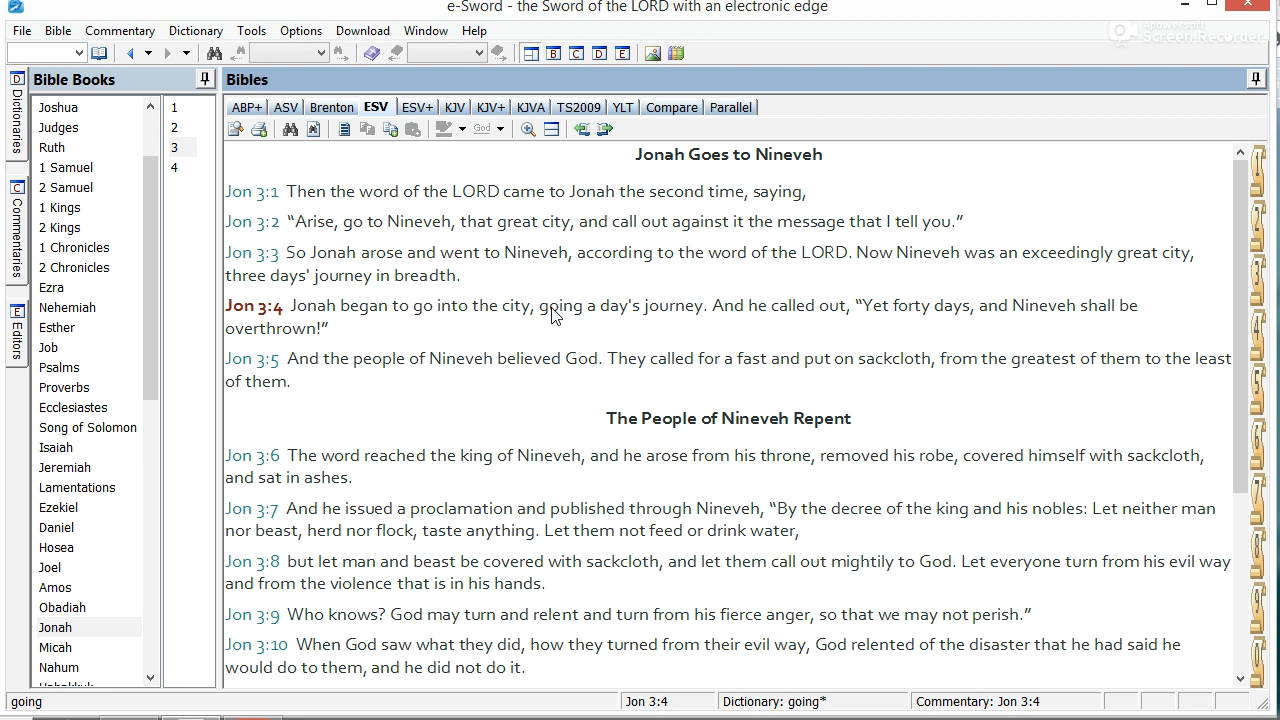 e-Sword - the Sword of the LORD with an electronic edge
File Bible Commentary Dictionary Tools Options Download Window Help
Apowersoft
Screen Recorder
B C D E
D Dictionaries
C Commentaries
E Editors
Bible Books
Joshua
Judges
Ruth
1 Samuel
2 Samuel
1 Kings
2 Kings
1 Chronicles
2 Chronicles
Ezra
Nehemiah
Esther
Job
Psalms
Proverbs
Ecclesiastes
Song of Solomon
Isaiah
Jeremiah
Lamentations
Ezekiel
Daniel
Hosea
Joel
Amos
Obadiah
Jonah
Micah
Nahum
1
2
3
4
Bibles
ABP+ ASV Brenton ESV ESV+ KJV KJV+ KJVA TS2009 YLT Compare Parallel
God
Jonah Goes to Nineveh
Jon 3:1 Then the word of the LORD came to Jonah the second time, saying,
Jon 3:2 “Arise, go to Nineveh, that great city, and call out against it the message that I tell you.”
Jon 3:3 So Jonah arose and went to Nineveh, according to the word of the LORD. Now Nineveh was an exceedingly great city,
three days' journey in breadth.
Jon 3:4 Jonah began to go into the city, going a day's journey. And he called out, “Yet forty days, and Nineveh shall be
overthrown!”
Jon 3:5 And the people of Nineveh believed God. They called for a fast and put on sackcloth, from the greatest of them to the least
of them.
The People of Nineveh Repent
Jon 3:6 The word reached the king of Nineveh, and he arose from his throne, removed his robe, covered himself with sackcloth,
and sat in ashes.
Jon 3:7 And he issued a proclamation and published through Nineveh, “By the decree of the king and his nobles: Let neither man
nor beast, herd nor flock, taste anything. Let them not feed or drink water,
Jon 3:8 but let man and beast be covered with sackcloth, and let them call out mightily to God. Let everyone turn from his evil way
and from the violence that is in his hands.
Jon 3:9 Who knows? God may turn and relent and turn from his fierce anger, so that we may not perish.”
Jon 3:10 When God saw what they did, how they turned from their evil way, God relented of the disaster that he had said he
would do to them, and he did not do it.
1
2
3
4
5
6
7
8
9
0
going
Jon 3:4
Dictionary: going*
Commentary: Jon 3:4